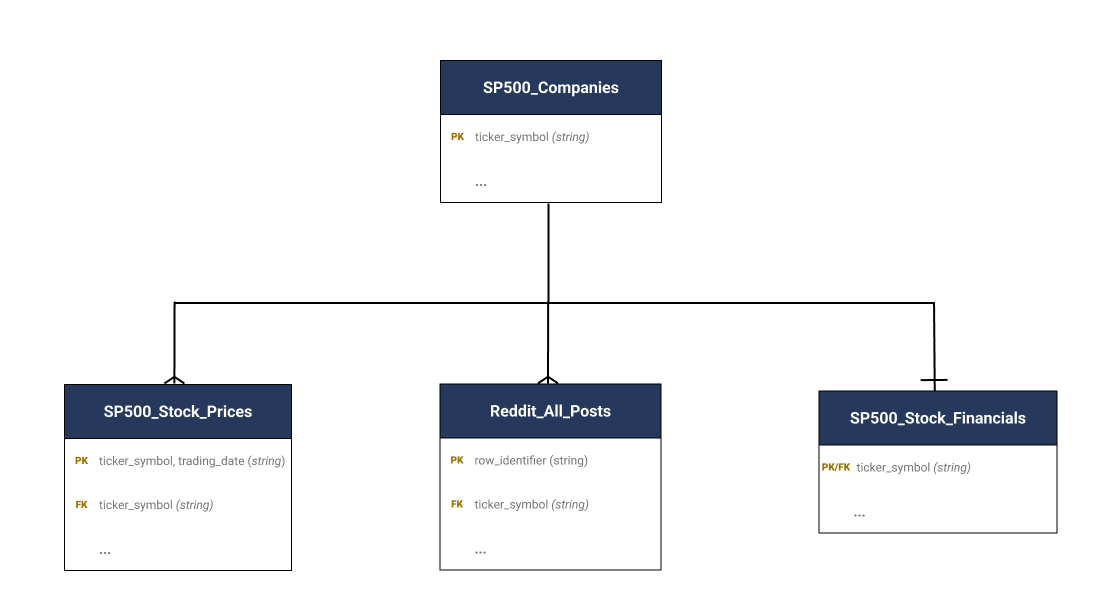 SP500_Companies
PK ticker_symbol (string)
...
SP500_Stock_Prices
PK ticker_symbol, trading_date (string)
FK ticker_symbol (string)
...
Reddit_All_Posts
PK row_identifier (string)
FK ticker_symbol (string)
...
SP500_Stock_Financials
PK/FK ticker_symbol (string)
...